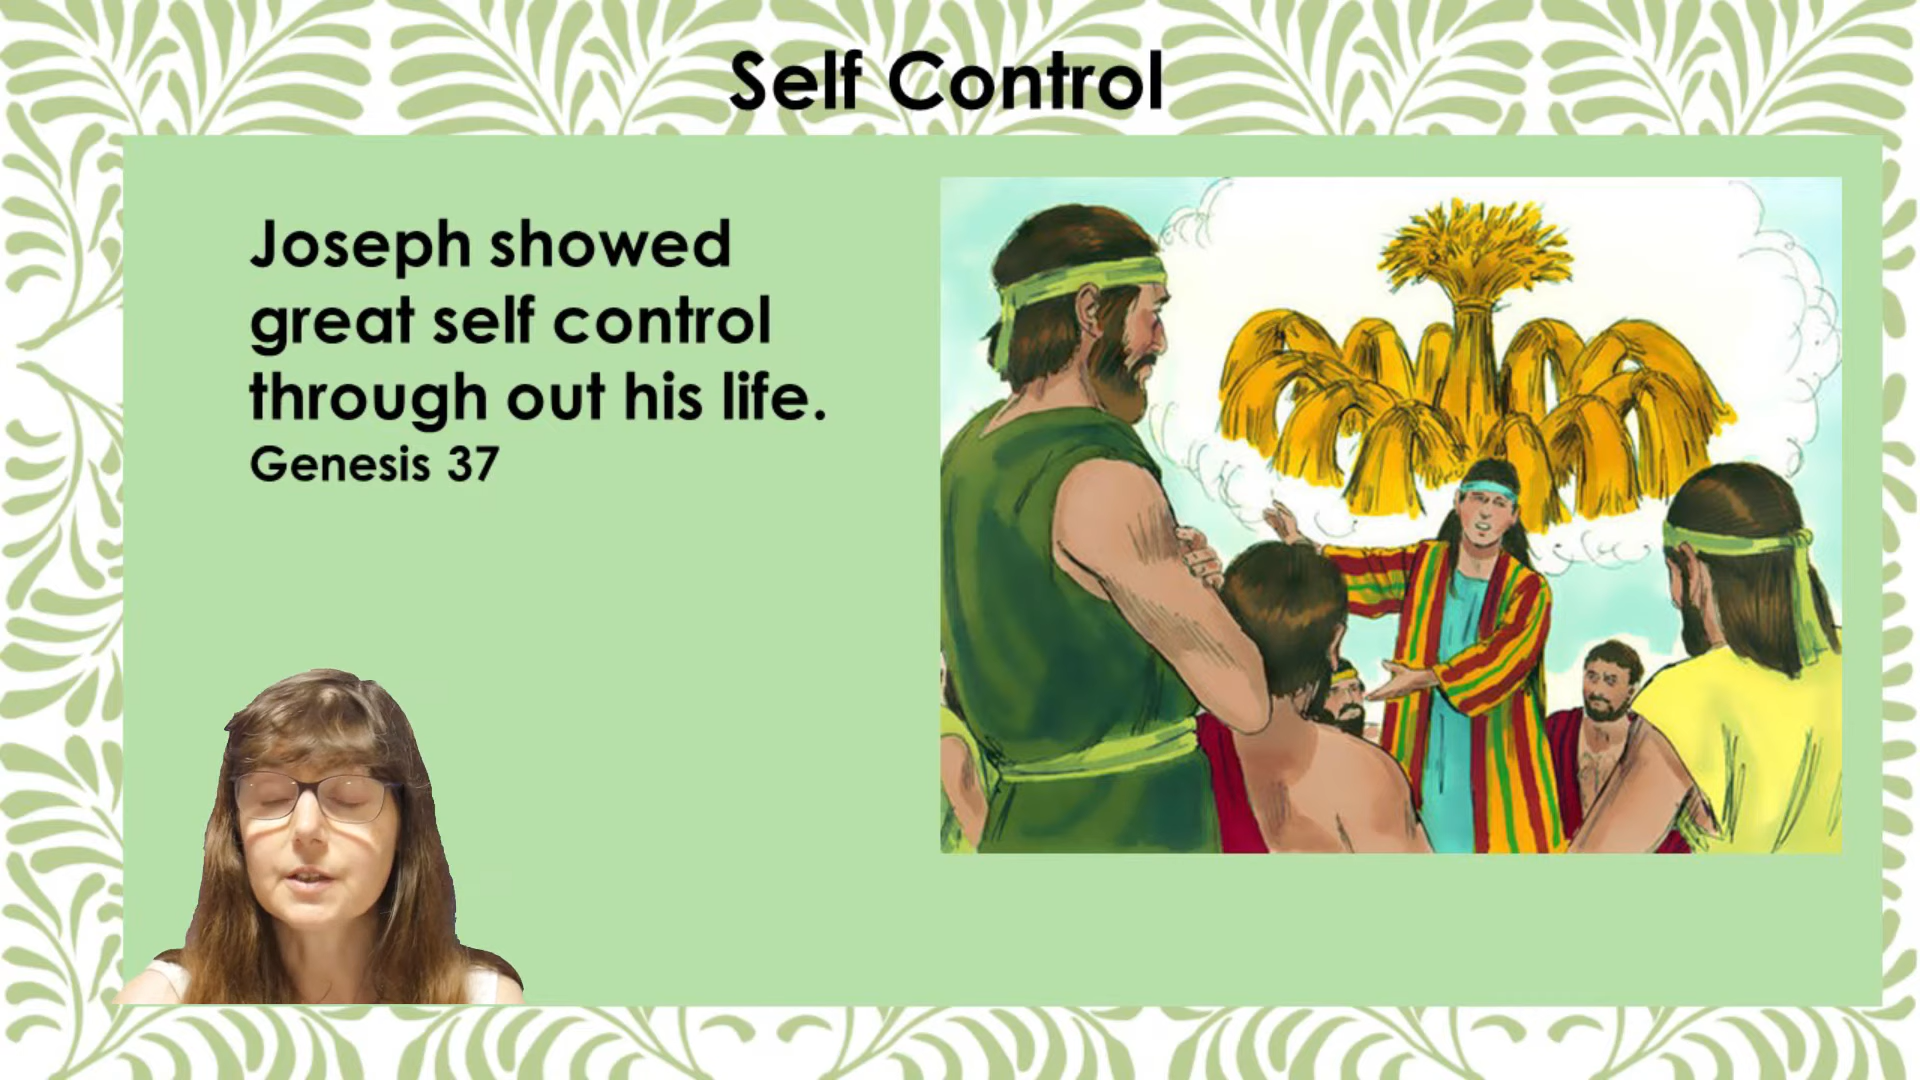 Self Control
Joseph showed
great self control
through out his life.
Genesis 37